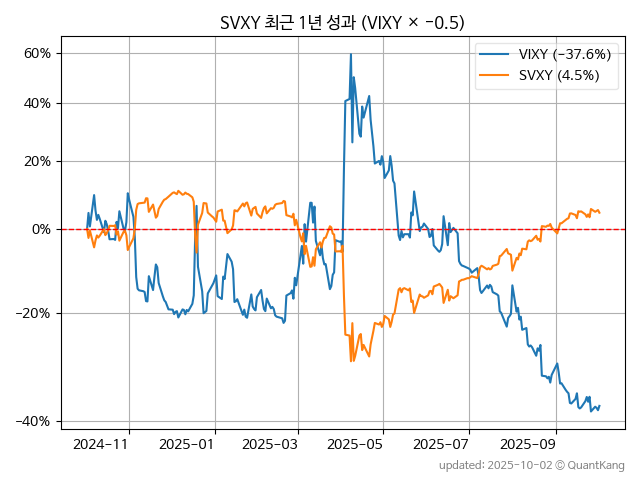 SVXY 최근 1년 성과 (VIXY × −0.5)
VIXY (−37.6%)
SVXY (4.5%)
60%
40%
20%
0%
−20%
−40%
2024-11 2025-01 2025-03 2025-05 2025-07 2025-09
updated: 2025-10-02 © QuantKang